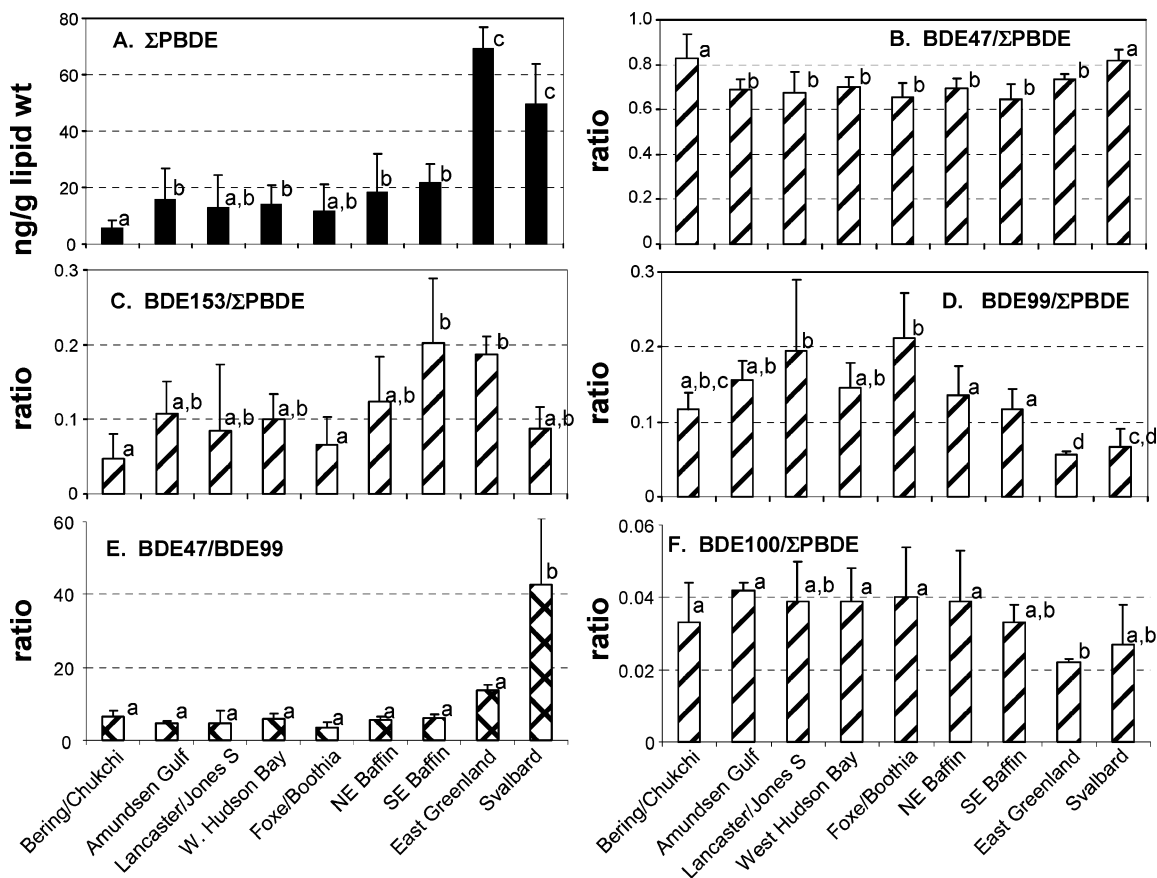 A. ΣPBDE
ng/g lipid wt
80
60
40
20
0
a
b
a,b
b
a,b
b
b
c
c
B. BDE47/ΣPBDE
ratio
1.0
0.8
0.6
0.4
0.2
0
a
b
b
b
b
b
b
b
a
C. BDE153/ΣPBDE
ratio
0.3
0.2
0.1
0
a
a,b
a,b
a,b
a
a,b
b
b
a,b
D. BDE99/ΣPBDE
ratio
0.3
0.2
0.1
0
a,b,c
a,b
b
a,b
b
a
a
d
c,d
E. BDE47/BDE99
ratio
60
40
20
0
a
a
a
a
a
a
a
a
b
Bering/Chukchi
Amundsen Gulf
Lancaster/Jones S
W. Hudson Bay
Foxe/Boothia
NE Baffin
SE Baffin
East Greenland
Svalbard
F. BDE100/ΣPBDE
ratio
0.06
0.04
0.02
0
a
a
a,b
a
a
a
a,b
b
a,b
Bering/Chukchi
Amundsen Gulf
Lancaster/Jones S
West Hudson Bay
Foxe/Boothia
NE Baffin
SE Baffin
East Greenland
Svalbard